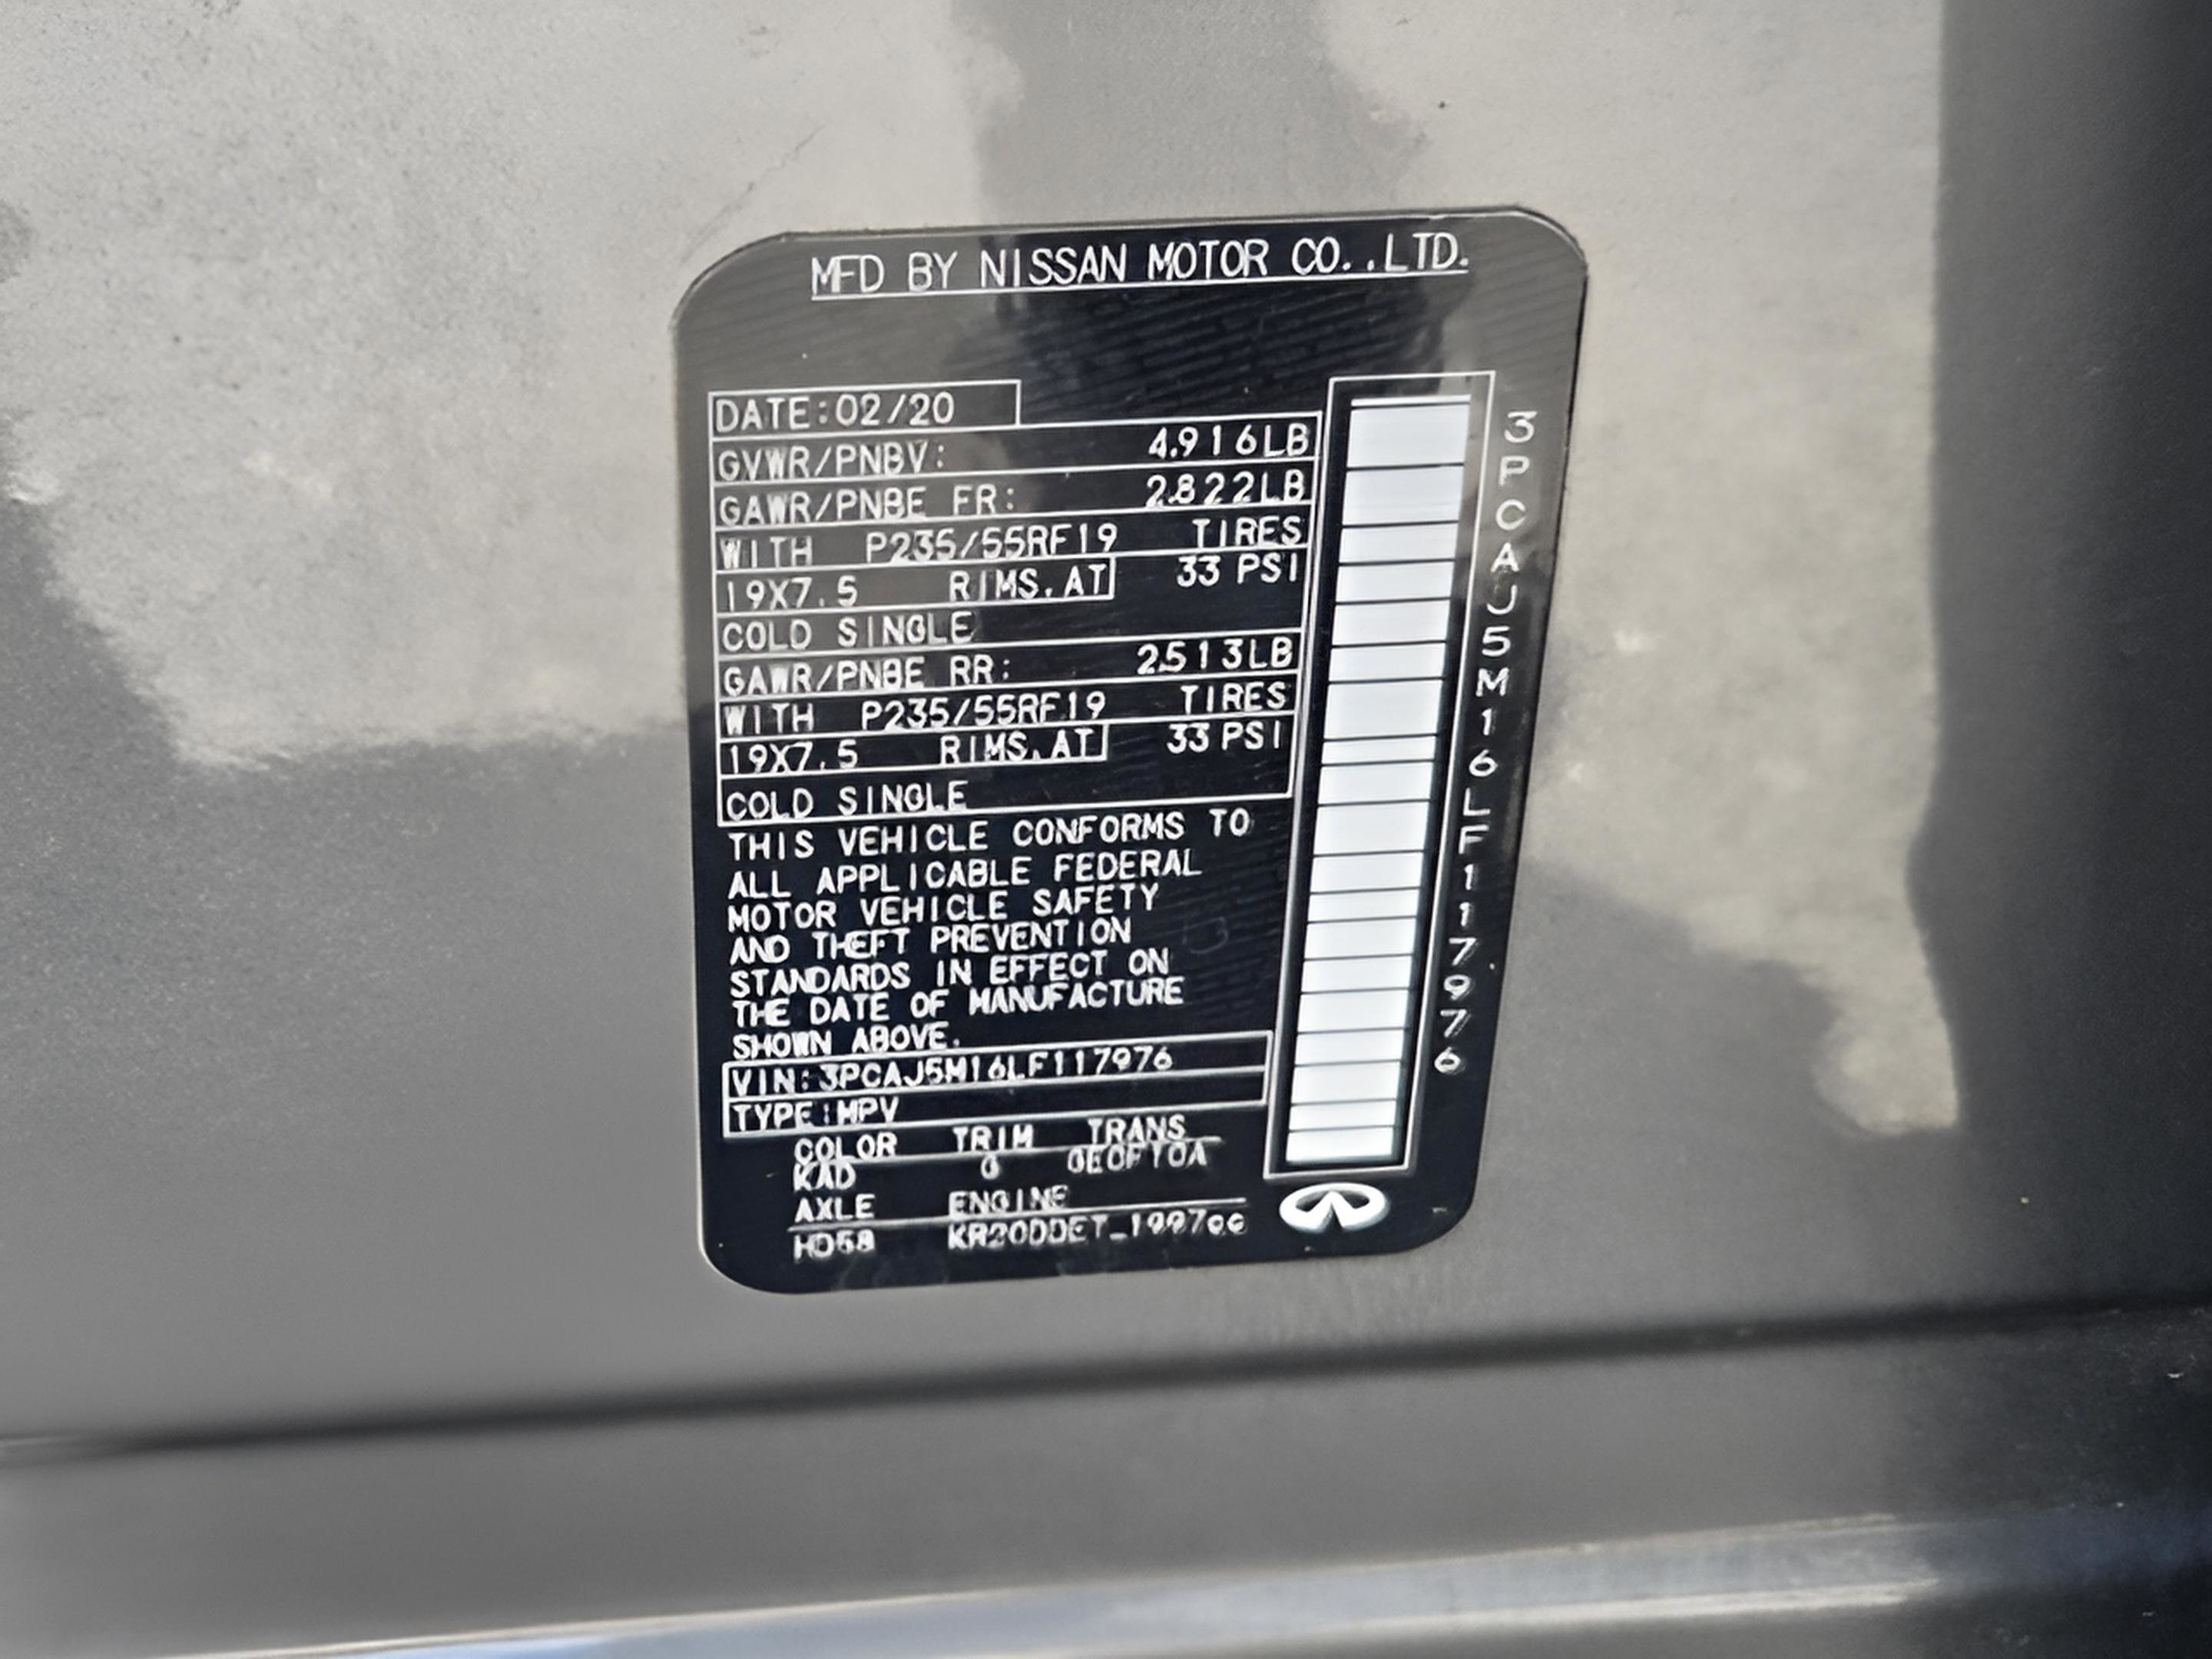 MFD BY NISSAN MOTOR CO.,LTD.
DATE:02/20
GVWR/PNBV: 4,916LB
GAWR/PNBE FR: 2,822LB
WITH P235/55RF19 TIRES
19X7.5 RIMS,AT 33 PSI
COLD SINGLE
GAWR/PNBE RR: 2,513LB
WITH P235/55RF19 TIRES
19X7.5 RIMS,AT 33 PSI
COLD SINGLE
THIS VEHICLE CONFORMS TO
ALL APPLICABLE FEDERAL
MOTOR VEHICLE SAFETY
AND THEFT PREVENTION
STANDARDS IN EFFECT ON
THE DATE OF MANUFACTURE
SHOWN ABOVE.
VIN:3PCAJ5M16LF117976
TYPE:MPV
COLOR TRIM TRANS
KAD G
AXLE ENGINE
KR20DDET_1997cc
3PCAJ5M16LF117976